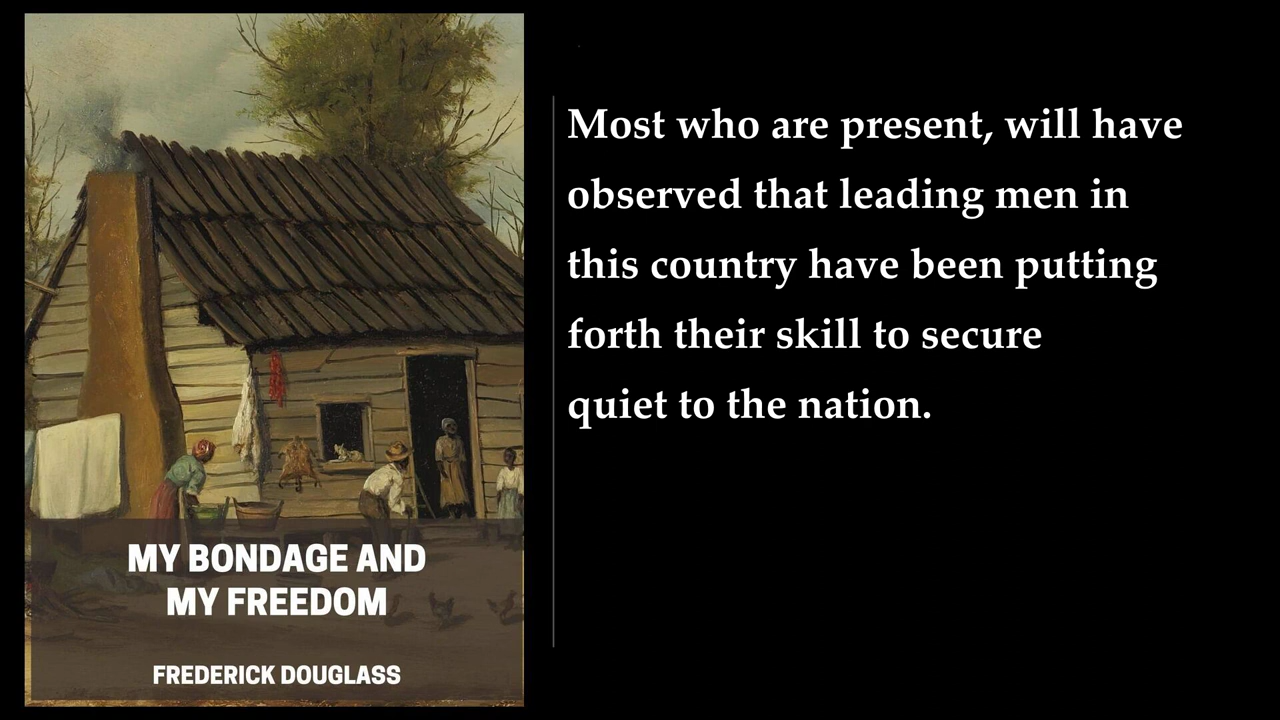 MY BONDAGE AND
MY FREEDOM
FREDERICK DOUGLASS
Most who are present, will have
observed that leading men in
this country have been putting
forth their skill to secure
quiet to the nation.